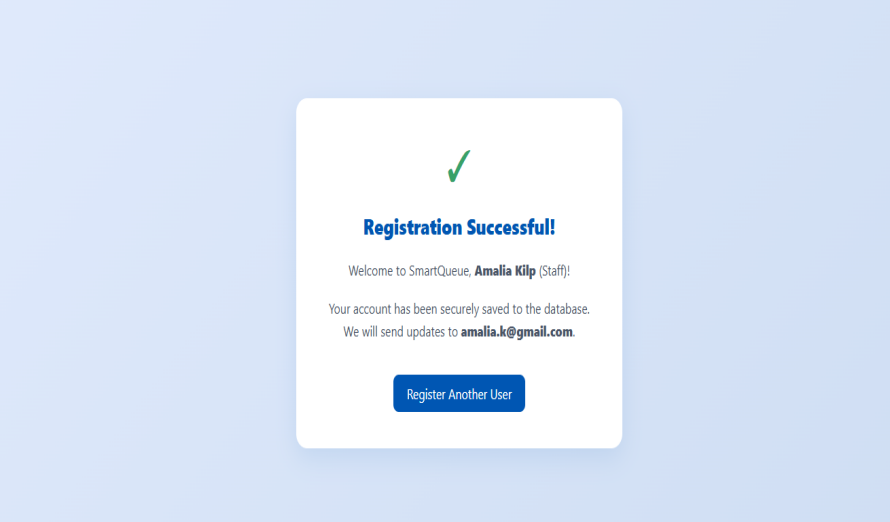 Registration Successful!
Welcome to SmartQueue, Amalia Kilp (Staff)!
Your account has been securely saved to the database.
We will send updates to amalia.k@gmail.com.
Register Another User